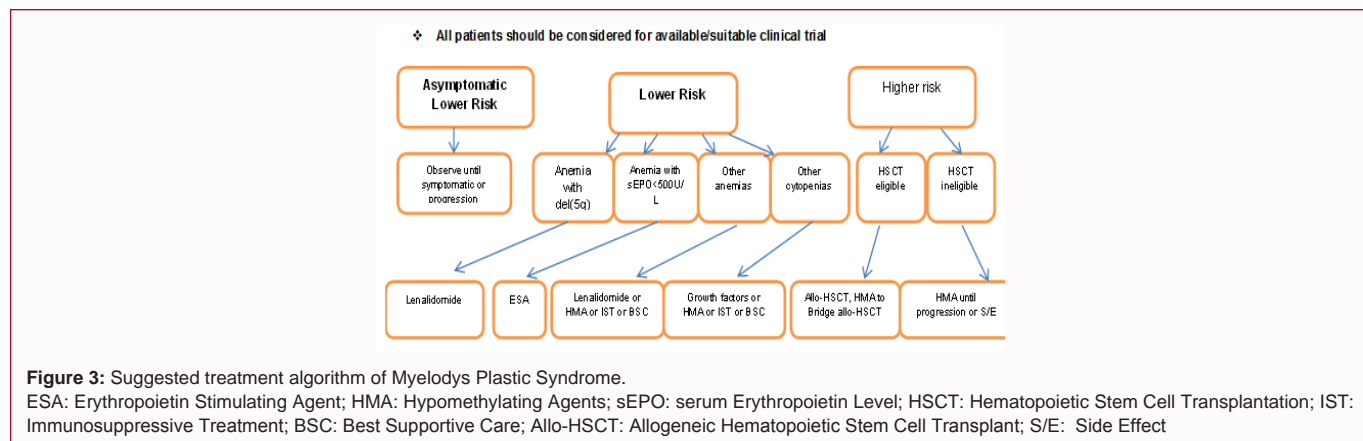 ❖ All patients should be considered for available/suitable clinical trial
Asymptomatic
Lower Risk
Lower Risk
Higher risk
Observe until
symptomatic or
progression
Anemia
with
del(5q)
Anemia with
sEPO<500U/
L
Other
anemias
Other
cytopenias
HSCT
eligible
HSCT
ineligible
Lenalidomide
ESA
Lenalidomide or
HMA or IST or BSC
Growth factors or
HMA or IST or BSC
Allo-HSCT, HMA to
Bridge allo-HSCT
HMA until
progression or S/E
Figure 3: Suggested treatment algorithm of Myelodys Plastic Syndrome.
ESA: Erythropoietin Stimulating Agent; HMA: Hypomethylating Agents; sEPO: serum Erythropoietin Level; HSCT: Hematopoietic Stem Cell Transplantation; IST:
Immunosuppressive Treatment; BSC: Best Supportive Care; Allo-HSCT: Allogeneic Hematopoietic Stem Cell Transplant; S/E: Side Effect